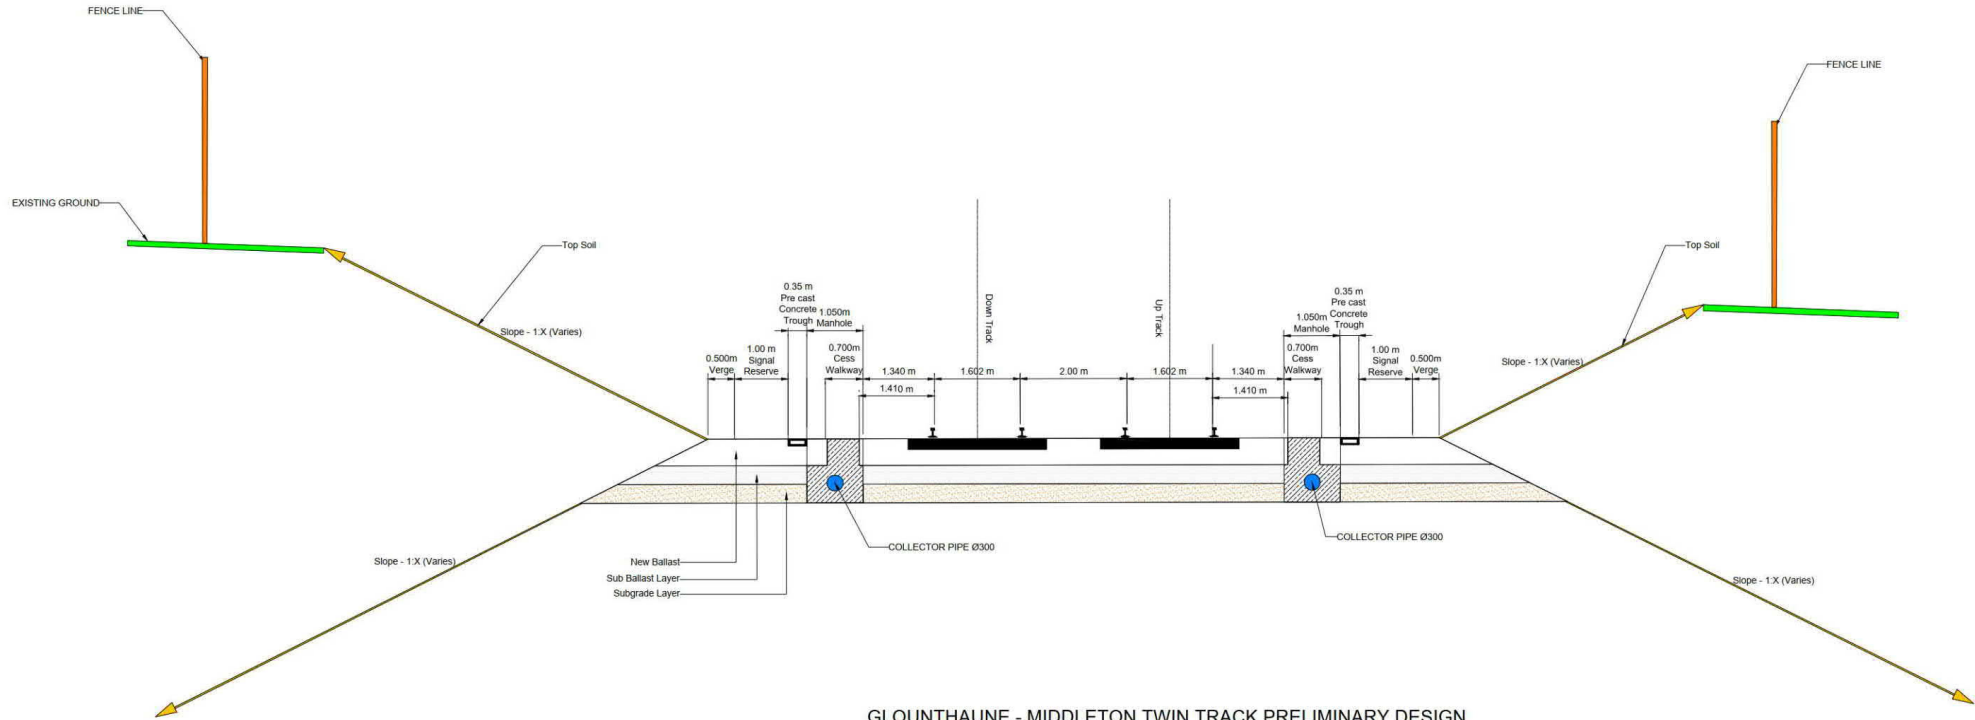 FENCE LINE
FENCE LINE
EXISTING GROUND
Top Soil
Top Soil
Slope - 1:X (Varies)
Slope - 1:X (Varies)
Down Track
Up Track
0.35 m
Pre cast
Concrete
Trough
1.050m
Manhole
0.500m
Verge
1.00 m
Signal
Reserve
0.700m
Cess
Walkway
1.340 m
1.410 m
1.602 m
2.00 m
1.602 m
1.340 m
1.410 m
0.35 m
Pre cast
Concrete
Trough
1.050m
Manhole
0.700m
Cess
Walkway
1.00 m
Signal
Reserve
0.500m
Verge
COLLECTOR PIPE Ø300
COLLECTOR PIPE Ø300
Slope - 1:X (Varies)
Slope - 1:X (Varies)
New Ballast
Sub Ballast Layer
Subgrade Layer
GLOUNTHAUNE - MIDDLETON TWIN TRACK PRELIMINARY DESIGN